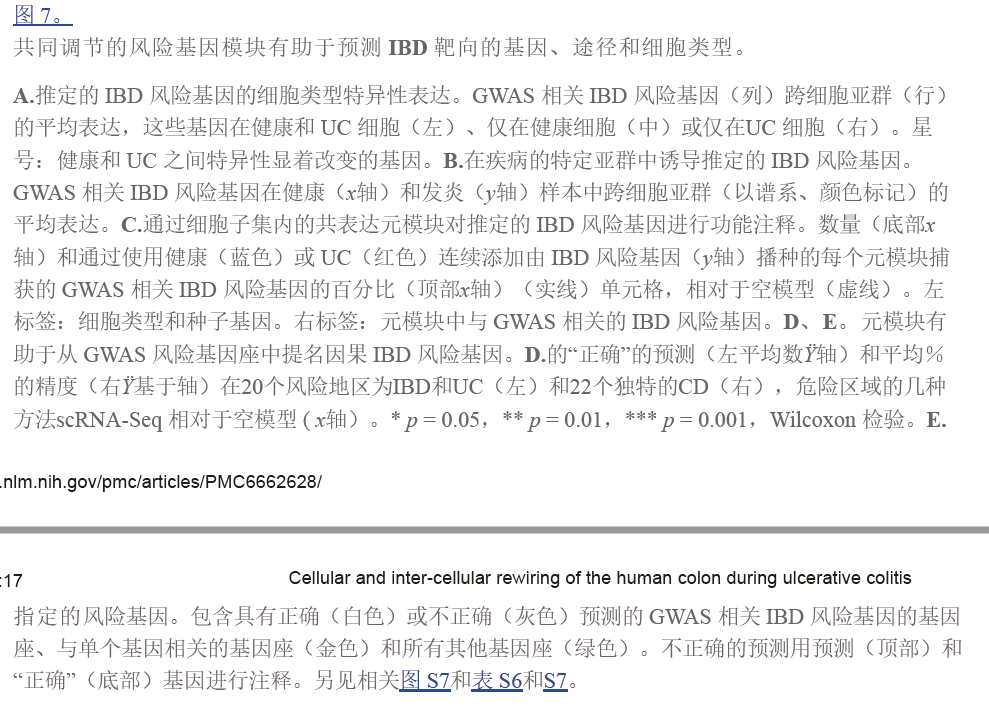 图 7。
共同调节的风险基因模块有助于预测 IBD 靶向的基因、途径和细胞类型。
A.推定的 IBD 风险基因的细胞类型特异性表达。GWAS 相关 IBD 风险基因（列）跨细胞亚群（行）
的平均表达，这些基因在健康和 UC 细胞（左）、仅在健康细胞（中）或仅在UC 细胞（右）。星
号：健康和 UC 之间特异性显着改变的基因。B.在疾病的特定亚群中诱导推定的 IBD 风险基因。
GWAS 相关 IBD 风险基因在健康（x轴）和发炎（y轴）样本中跨细胞亚群（以谱系、颜色标记）的
平均表达。C.通过细胞子集内的共表达元模块对推定的 IBD 风险基因进行功能注释。数量（底部x
轴）和通过使用健康（蓝色）或 UC（红色）连续添加由 IBD 风险基因（y轴）播种的每个元模块捕
获的 GWAS 相关 IBD 风险基因的百分比（顶部x轴）（实线）单元格，相对于空模型（虚线）。左
标签：细胞类型和种子基因。右标签：元模块中与 GWAS 相关的 IBD 风险基因。D、E。元模块有
助于从 GWAS 风险基因座中提名因果 IBD 风险基因。D.的“正确”的预测（左平均数Ÿ轴）和平均％
的精度（右Ÿ基于轴）在20个风险地区为IBD和UC（左）和22个独特的CD（右），危险区域的几种
方法scRNA-Seq 相对于空模型 ( x轴）。* p = 0.05，** p = 0.01，*** p = 0.001，Wilcoxon 检验。E.
.nlm.nih.gov/pmc/articles/PMC6662628/
:17
Cellular and inter-cellular rewiring of the human colon during ulcerative colitis
指定的风险基因。包含具有正确（白色）或不正确（灰色）预测的 GWAS 相关 IBD 风险基因的基因
座、与单个基因相关的基因座（金色）和所有其他基因座（绿色）。不正确的预测用预测（顶部）和
“正确”（底部）基因进行注释。另见相关图 S7和表 S6和S7。